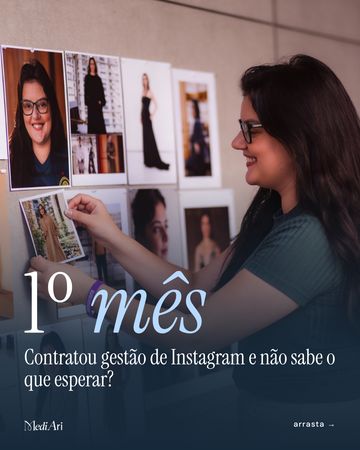 1º mês
Contratou gestão de Instagram e não sabe o
que esperar?
MediAri
arrasta →